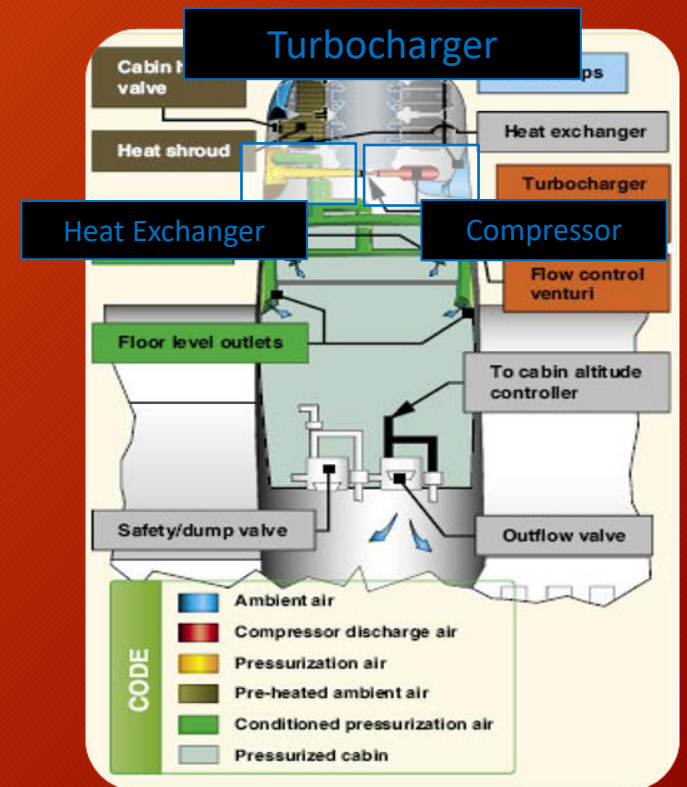 Turbocharger
Cabin h
valve
ps
Heat exchanger
Heat shroud
Turbocharger
Heat Exchanger
Compressor
Flow control
venturi
Floor level outlets
To cabin altitude
controller
Safety/dump valve
Outflow valve
CODE
Ambient air
Compressor discharge air
Pressurization air
Pre-heated ambient air
Conditioned pressurization air
Pressurized cabin